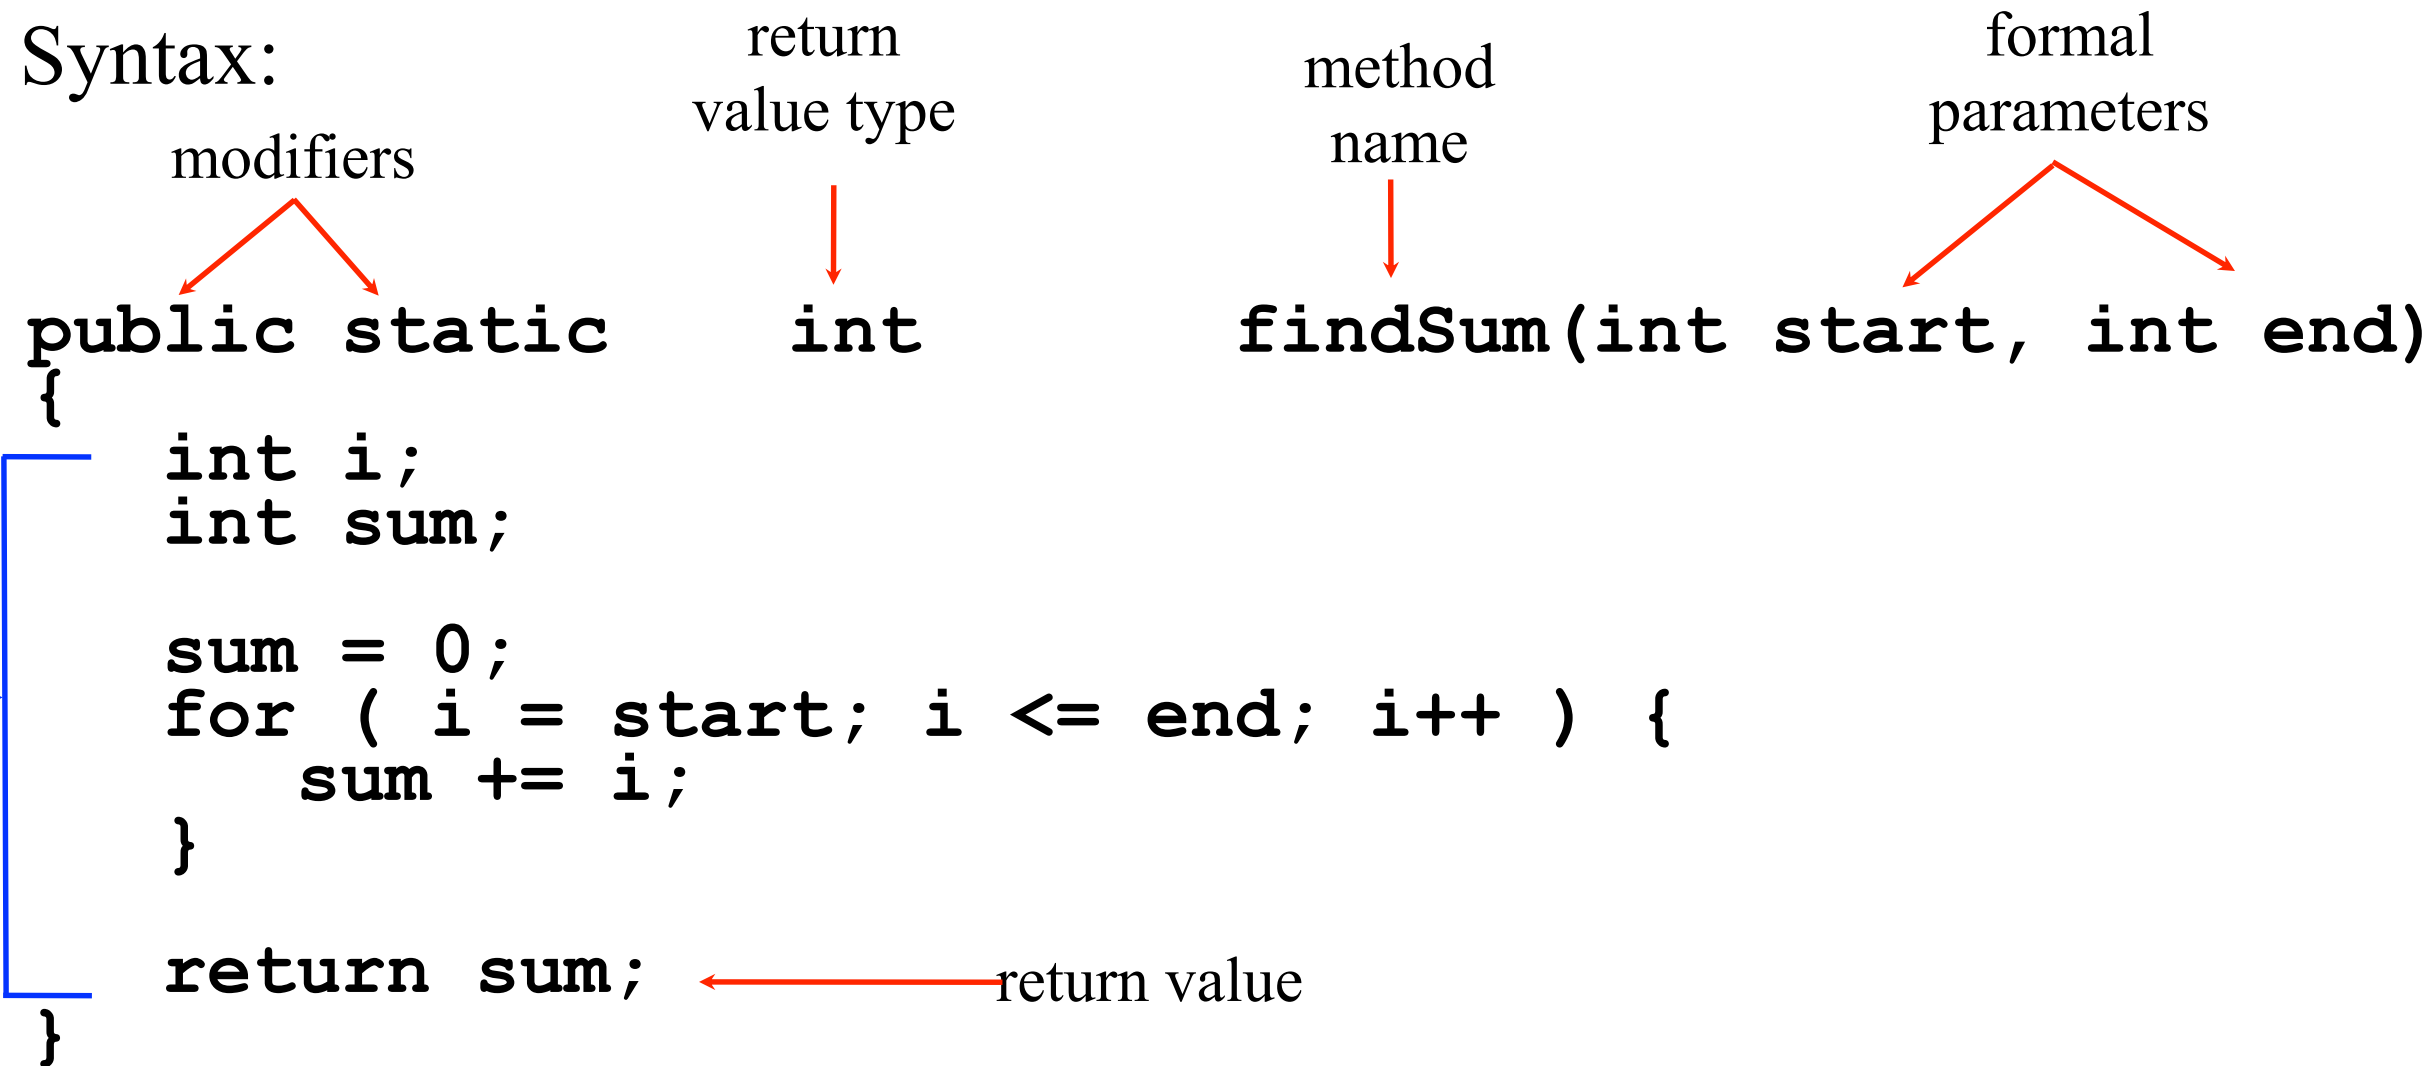 Syntax:
modifiers
return
value type
method
name
formal
parameters
public static int findSum(int start, int end)
{
int i;
int sum;
sum = 0;
for ( i = start; i <= end; i++ ) {
sum += i;
}
return sum;
return value
}